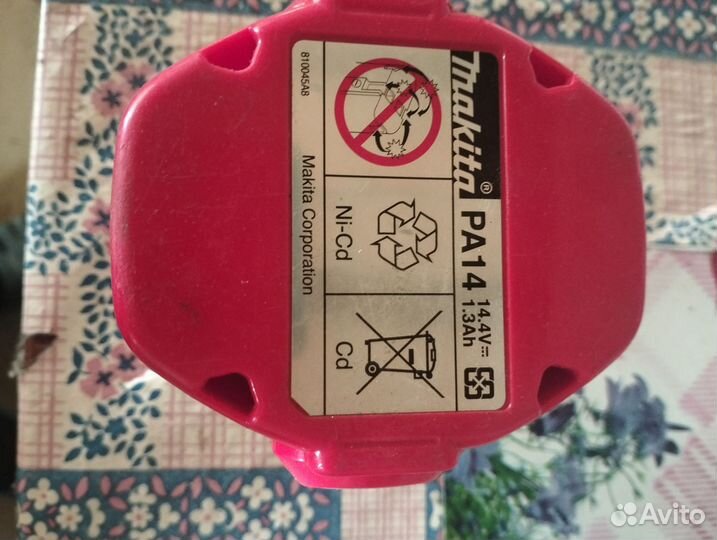 makita®
PA14
14.4V
1.3Ah
Ni-Cd
Cd
Makita Corporation
810045A8
Avito